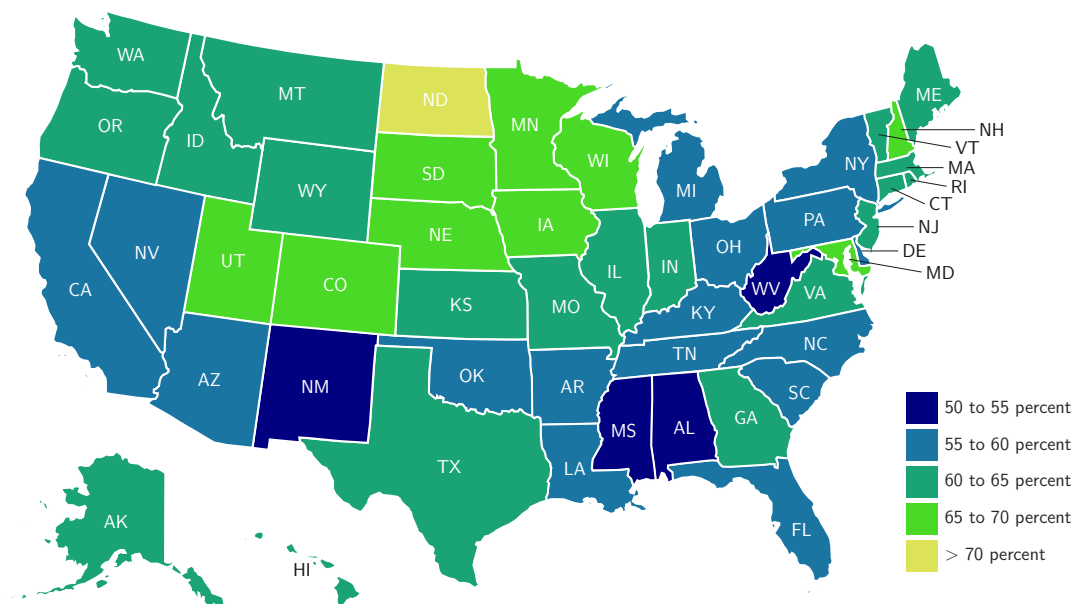 WA
MT
ND
MN
ME
OR
ID
SD
WI
NH
VT
NY
MA
WY
MI
RI
CT
NE
IA
PA
NJ
NV
UT
OH
DE
CO
IL
IN
MD
CA
WV
VA
KS
MO
KY
NC
TN
AZ
NM
OK
AR
SC
GA
MS
AL
TX
LA
FL
AK
HI
50 to 55 percent
55 to 60 percent
60 to 65 percent
65 to 70 percent
> 70 percent